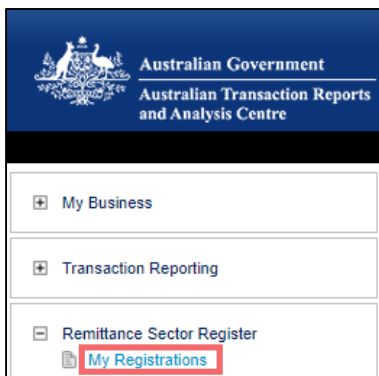 Australian Government
Australian Transaction Reports
and Analysis Centre
My Business
Transaction Reporting
Remittance Sector Register
My Registrations